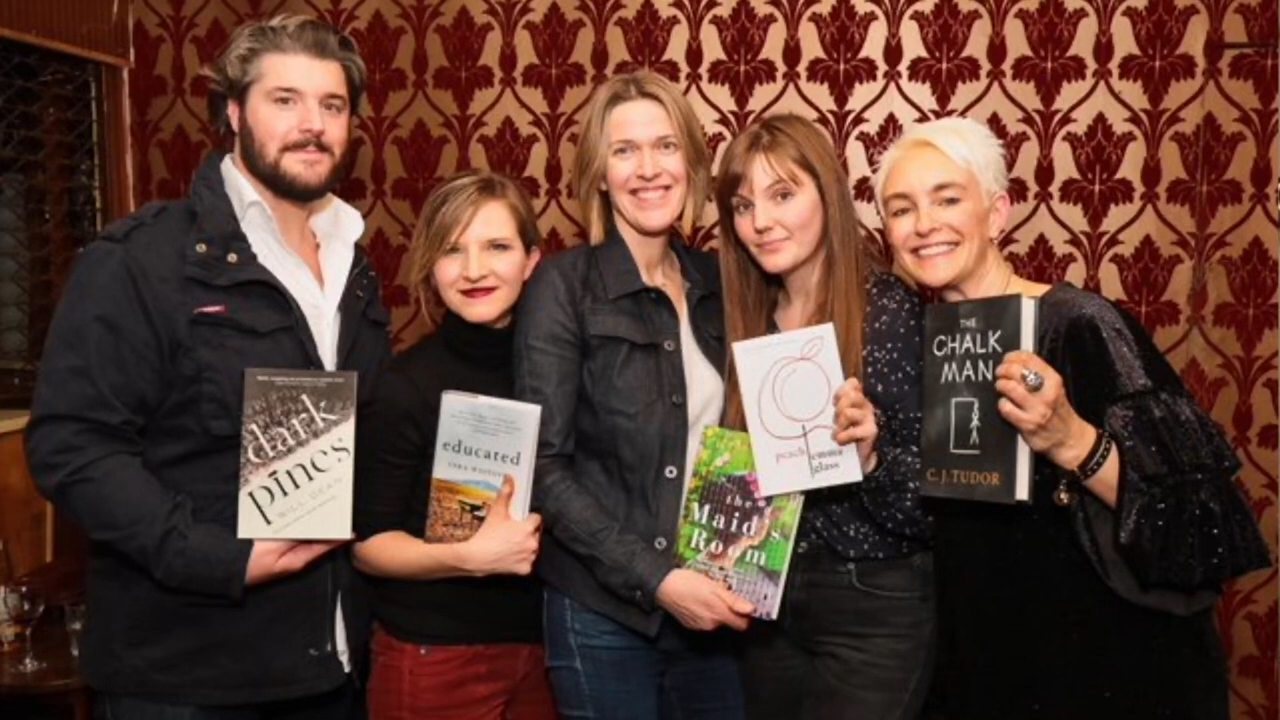 dark
pines
WILL DEAN
educated
TARA WESTOVER
the
Maid's
Room
peach emma
glass
THE
CHALK
MAN
C. J. TUDOR